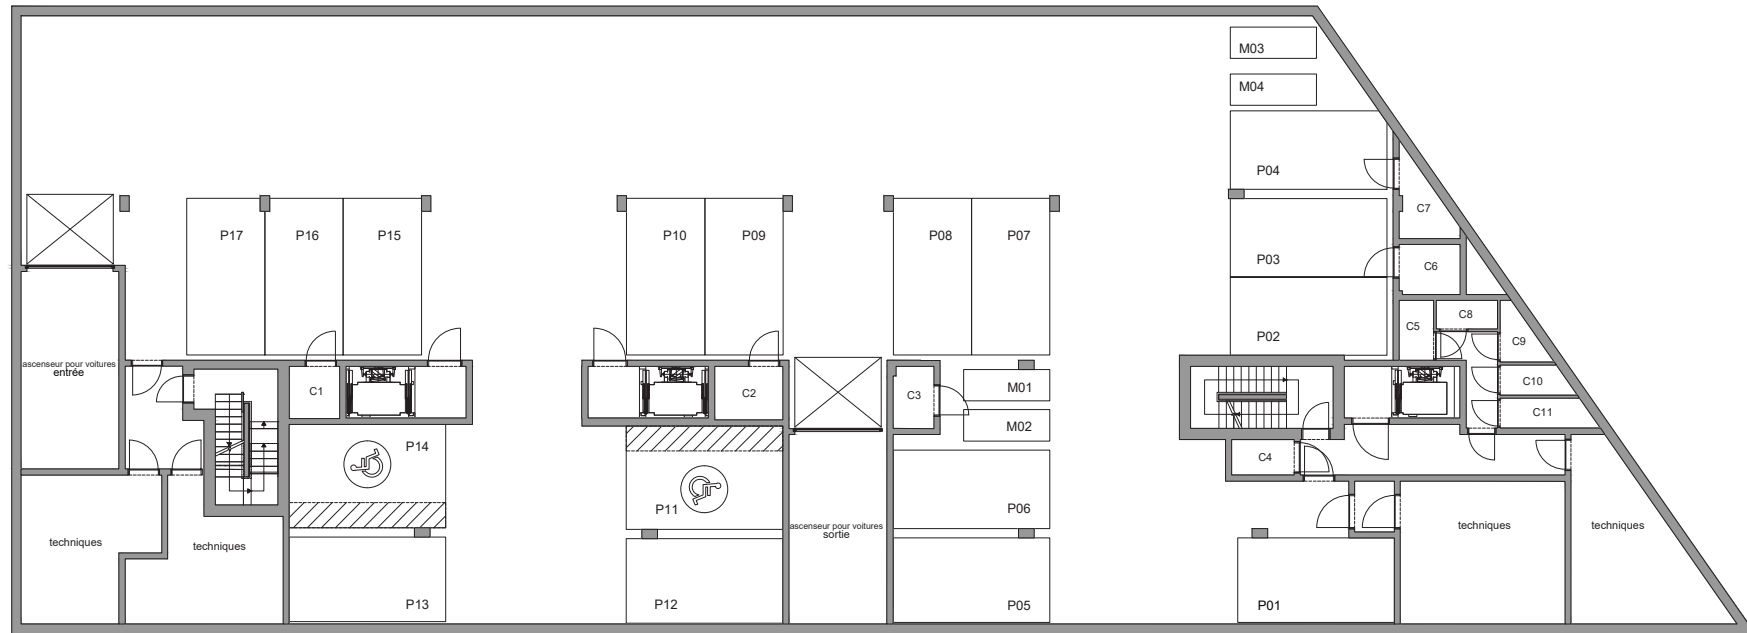 M03
M04
P04
C7
P17
P16
P15
P10
P09
P08
P07
P03
C6
C8
C5
P02
C9
ascenseur pour voitures
entrée
C1
C2
C3
M01
C10
C11
M02
P14
C4
P11
P06
ascenseur pour voitures
sortie
techniques
techniques
techniques
techniques
P13
P12
P05
P01